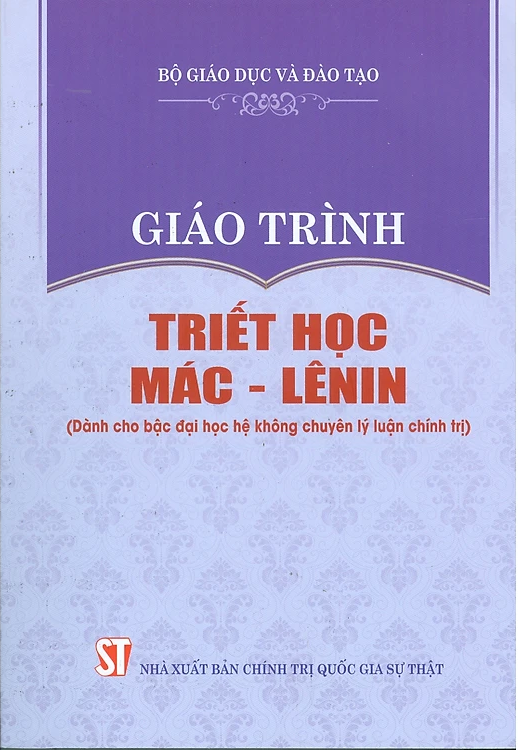 BỘ GIÁO DỤC VÀ ĐÀO TẠO
GIÁO TRÌNH
TRIẾT HỌC
MÁC - LÊNIN
(Dành cho bậc đại học hệ không chuyên lý luận chính trị)
ST
NHÀ XUẤT BẢN CHÍNH TRỊ QUỐC GIA SỰ THẬT